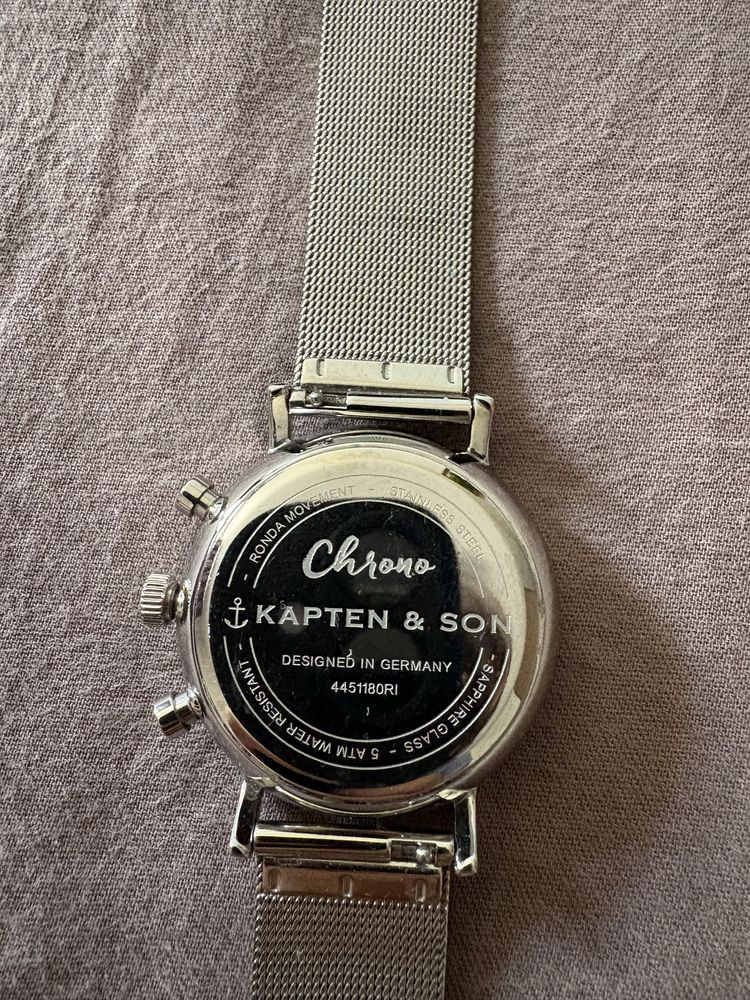 - RONDA MOVEMENT - STAINLESS STEEL
- SAPPHIRE GLASS - 5 ATM WATER RESISTANT
Chrono
KAPTEN & SON
DESIGNED IN GERMANY
4451180RI